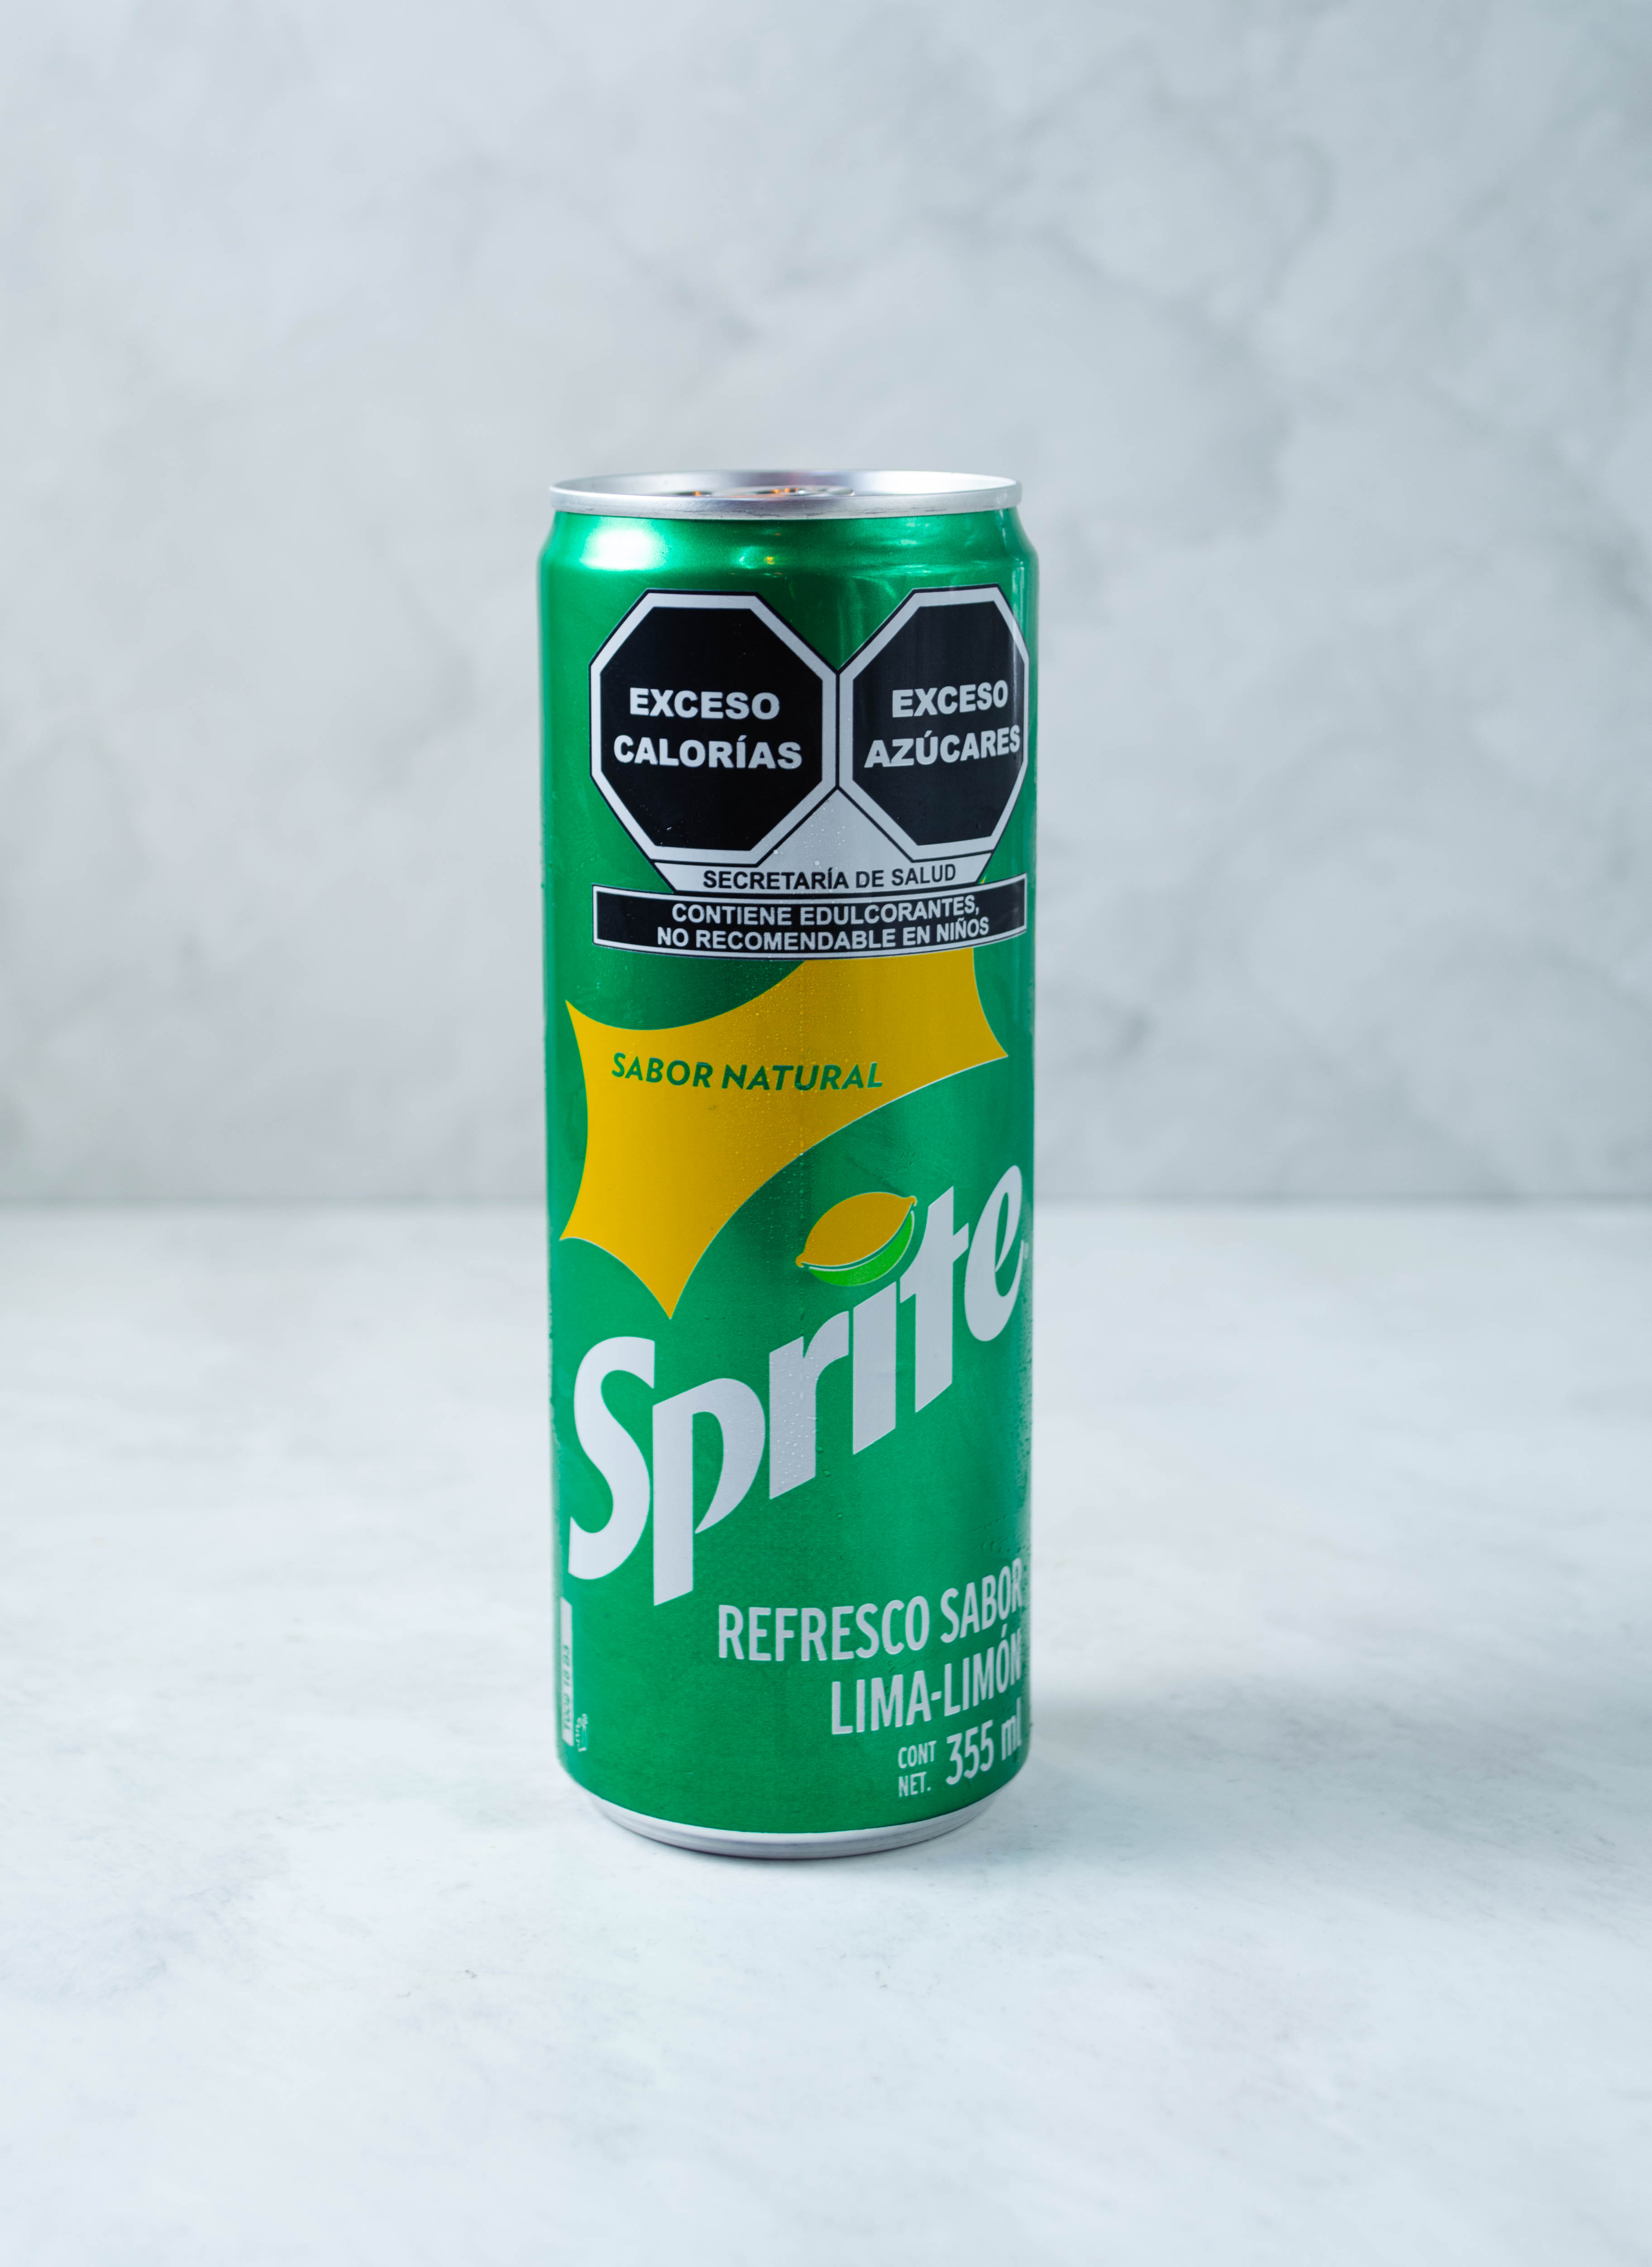 EXCESO
CALORÍAS
EXCESO
AZÚCARES
SECRETARÍA DE SALUD
CONTIENE EDULCORANTES,
NO RECOMENDABLE EN NIÑOS
SABOR NATURAL
Sprite
REFRESCO SABOR
LIMA-LIMÓN
CONT
NET. 355 ml